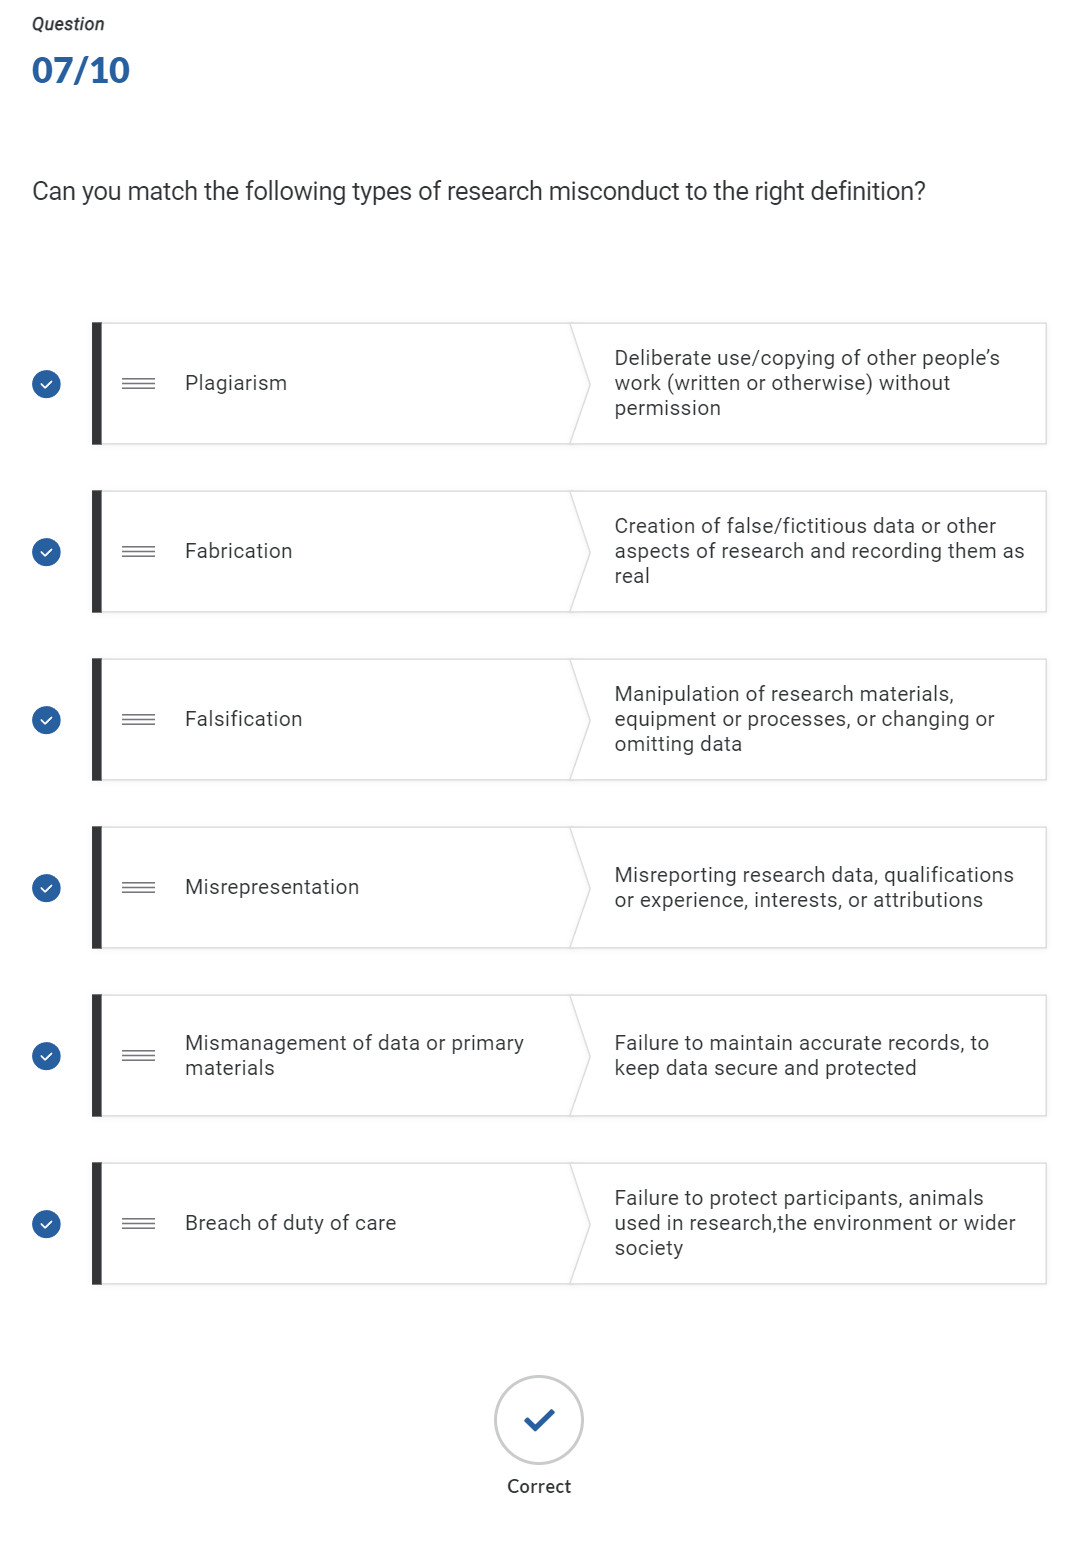 Question
07/10
Can you match the following types of research misconduct to the right definition?
Plagiarism
Deliberate use/copying of other people’s
work (written or otherwise) without
permission
Fabrication
Creation of false/fictitious data or other
aspects of research and recording them as
real
Falsification
Manipulation of research materials,
equipment or processes, or changing or
omitting data
Misrepresentation
Misreporting research data, qualifications
or experience, interests, or attributions
Mismanagement of data or primary
materials
Failure to maintain accurate records, to
keep data secure and protected
Breach of duty of care
Failure to protect participants, animals
used in research,the environment or wider
society
Correct